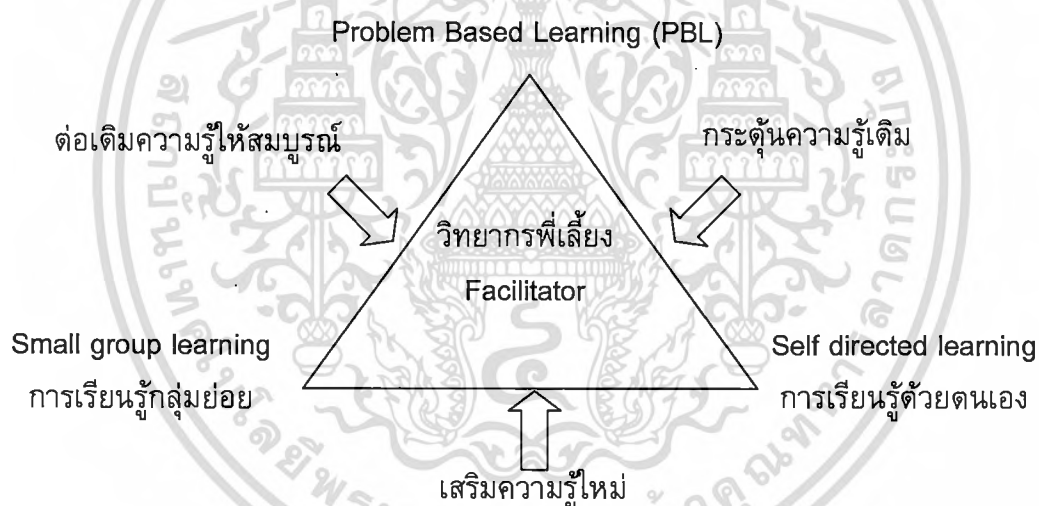 Problem Based Learning (PBL)
ต่อเติมความรู้ให้สมบูรณ์
กระตุ้นความรู้เดิม
วิทยากรพี่เลี้ยง
Facilitator
Small group learning
การเรียนรู้กลุ่มย่อย
Self directed learning
การเรียนรู้ด้วยตนเอง
เสริมความรู้ใหม่